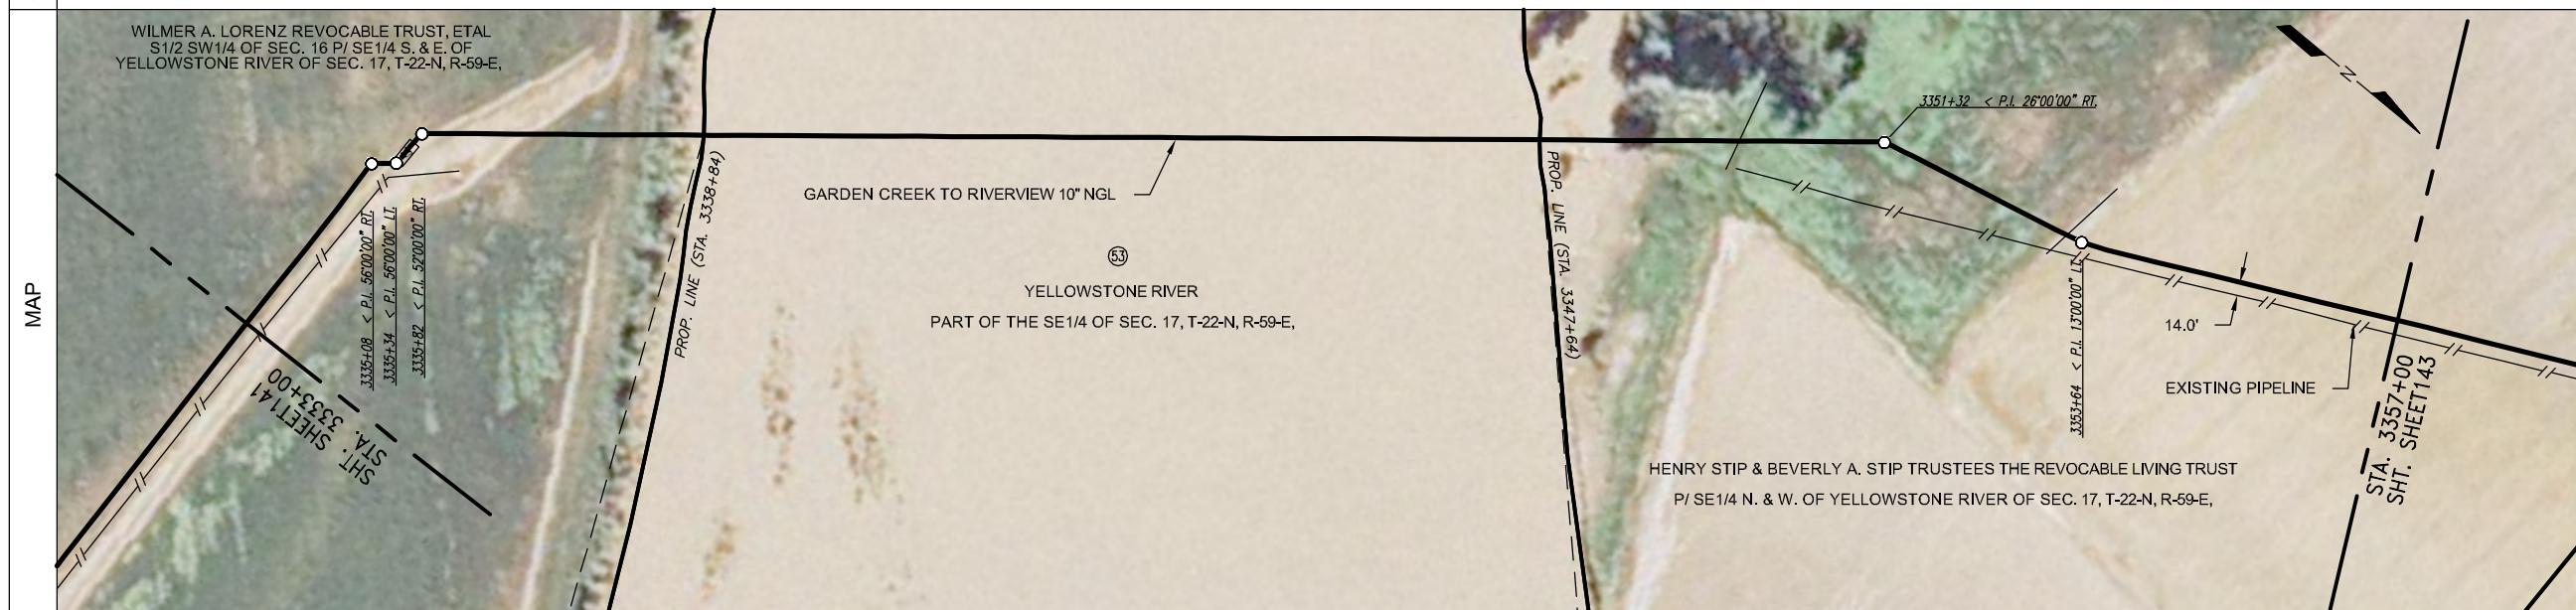 MAP
WILMER A. LORENZ REVOCABLE TRUST, ETAL
S1/2 SW1/4 OF SEC. 16 P/ SE1/4 S. & E. OF
YELLOWSTONE RIVER OF SEC. 17, T-22-N, R-59-E,
3335+08 < P.I. 56°00'00" RT.
3335+34 < P.I. 56°00'00" LT.
3335+82 < P.I. 52°00'00" RT.
SHT. SHEET141
STA. 3333+00
PROP. LINE (STA. 3338+84)
GARDEN CREEK TO RIVERVIEW 10" NGL
53
YELLOWSTONE RIVER
PART OF THE SE1/4 OF SEC. 17, T-22-N, R-59-E,
PROP. LINE (STA. 3347+64)
3351+32 < P.I. 26°00'00" RT.
N
3353+64 < P.I. 13°00'00" LT.
14.0'
EXISTING PIPELINE
STA. 3357+00
SHT. SHEET143
HENRY STIP & BEVERLY A. STIP TRUSTEES THE REVOCABLE LIVING TRUST
P/ SE1/4 N. & W. OF YELLOWSTONE RIVER OF SEC. 17, T-22-N, R-59-E,